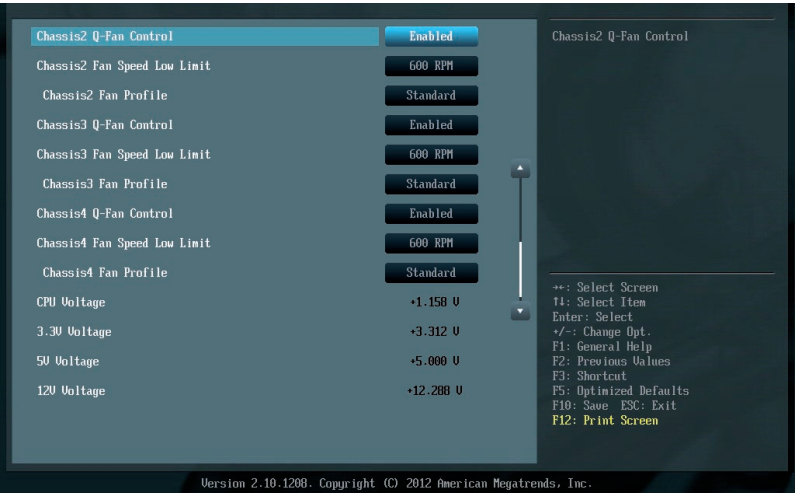 Chassis2 Q-Fan Control Enabled
Chassis2 Fan Speed Low Limit 600 RPM
Chassis2 Fan Profile Standard
Chassis3 Q-Fan Control Enabled
Chassis3 Fan Speed Low Limit 600 RPM
Chassis3 Fan Profile Standard
Chassis4 Q-Fan Control Enabled
Chassis4 Fan Speed Low Limit 600 RPM
Chassis4 Fan Profile Standard
CPU Voltage +1.158 V
3.3V Voltage +3.312 V
5V Voltage +5.000 V
12V Voltage +12.288 V
Chassis2 Q-Fan Control
→←: Select Screen
↑↓: Select Item
Enter: Select
+/-: Change Opt.
F1: General Help
F2: Previous Values
F3: Shortcut
F5: Optimized Defaults
F10: Save ESC: Exit
F12: Print Screen
Version 2.10.1208. Copyright (C) 2012 American Megatrends, Inc.